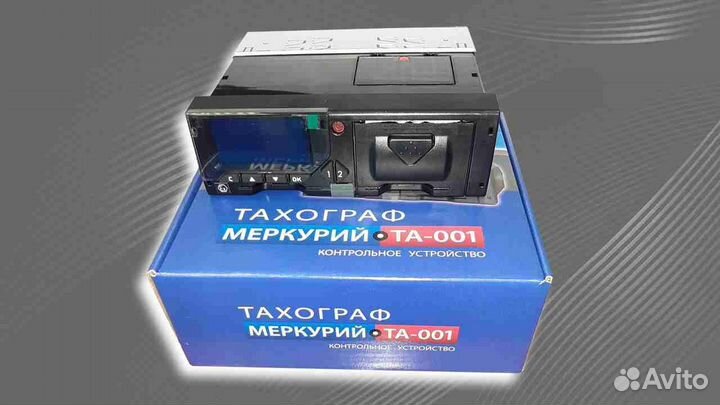 C ▲ ▼ OK 1 2
ТАХОГРАФ
МЕРКУРИЙ ТА-001
КОНТРОЛЬНОЕ УСТРОЙСТВО
ТАХОГРАФ
МЕРКУРИЙ ТА-001
КОНТРОЛЬНОЕ УСТРОЙСТВО
Avito